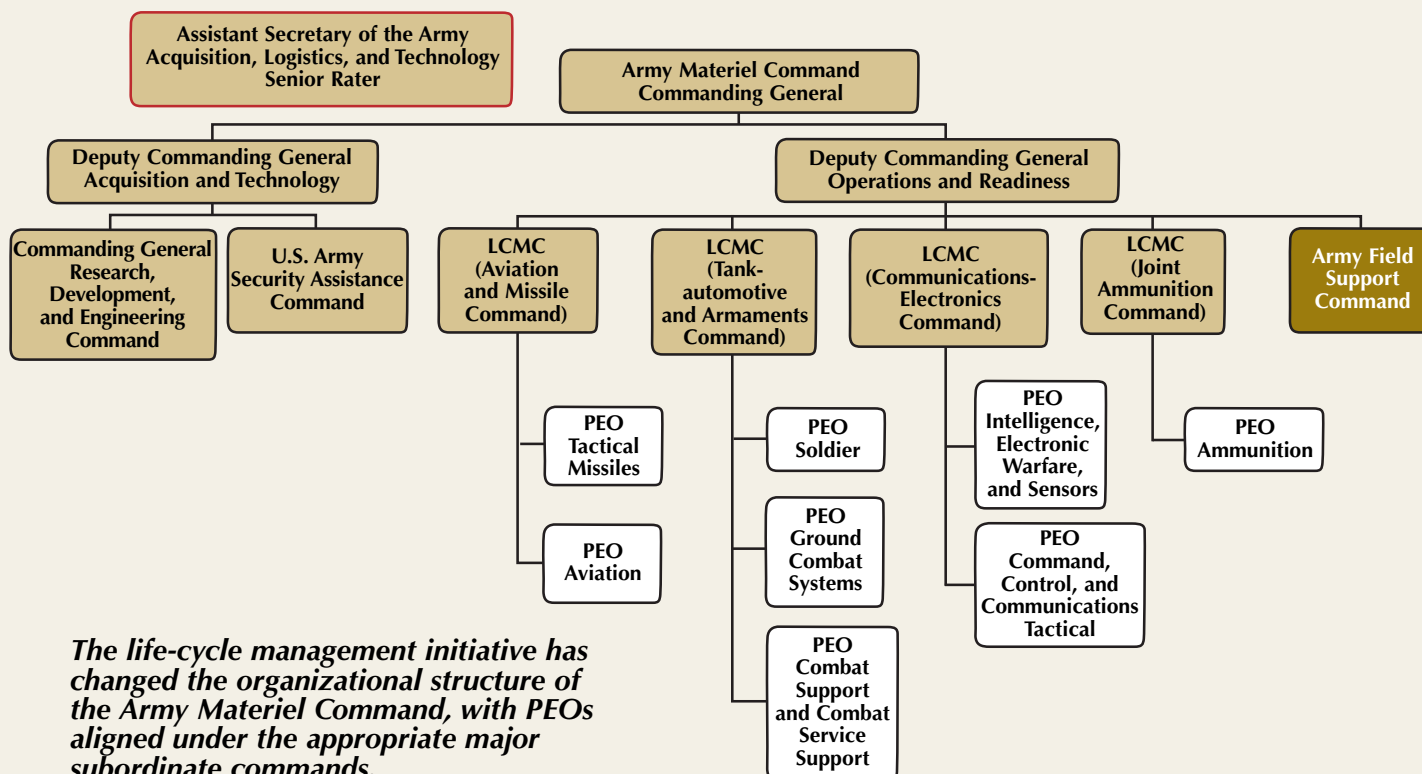 Assistant Secretary of the Army
Acquisition, Logistics, and Technology
Senior Rater
Army Materiel Command
Commanding General
Deputy Commanding General
Acquisition and Technology
Deputy Commanding General
Operations and Readiness
Commanding General
Research,
Development,
and Engineering
Command
U.S. Army
Security Assistance
Command
LCMC
(Aviation
and Missile
Command)
LCMC
(Tank-
automotive
and Armaments
Command)
LCMC
(Communications-
Electronics
Command)
LCMC
(Joint
Ammunition
Command)
Army Field
Support
Command
PEO
Tactical
Missiles
PEO
Aviation
PEO
Soldier
PEO
Ground
Combat
Systems
PEO
Combat
Support
and Combat
Service
Support
PEO
Intelligence,
Electronic
Warfare,
and Sensors
PEO
Command,
Control, and
Communications
Tactical
PEO
Ammunition
The life-cycle management initiative has
changed the organizational structure of
the Army Materiel Command, with PEOs
aligned under the appropriate major
subordinate commands.